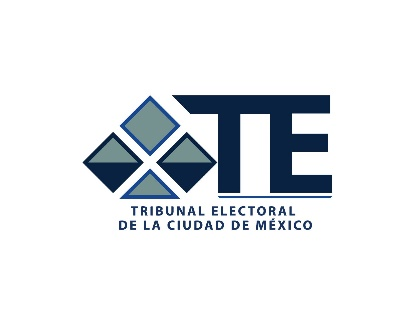 TE
TRIBUNAL ELECTORAL
DE LA CIUDAD DE MÉXICO